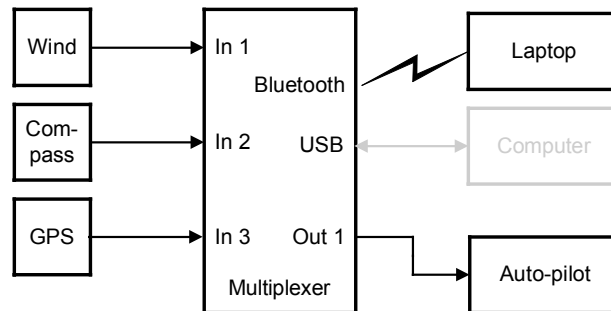 Wind
In 1
Laptop
Bluetooth
Com-
pass
In 2
USB
Computer
GPS
In 3
Out 1
Auto-pilot
Multiplexer